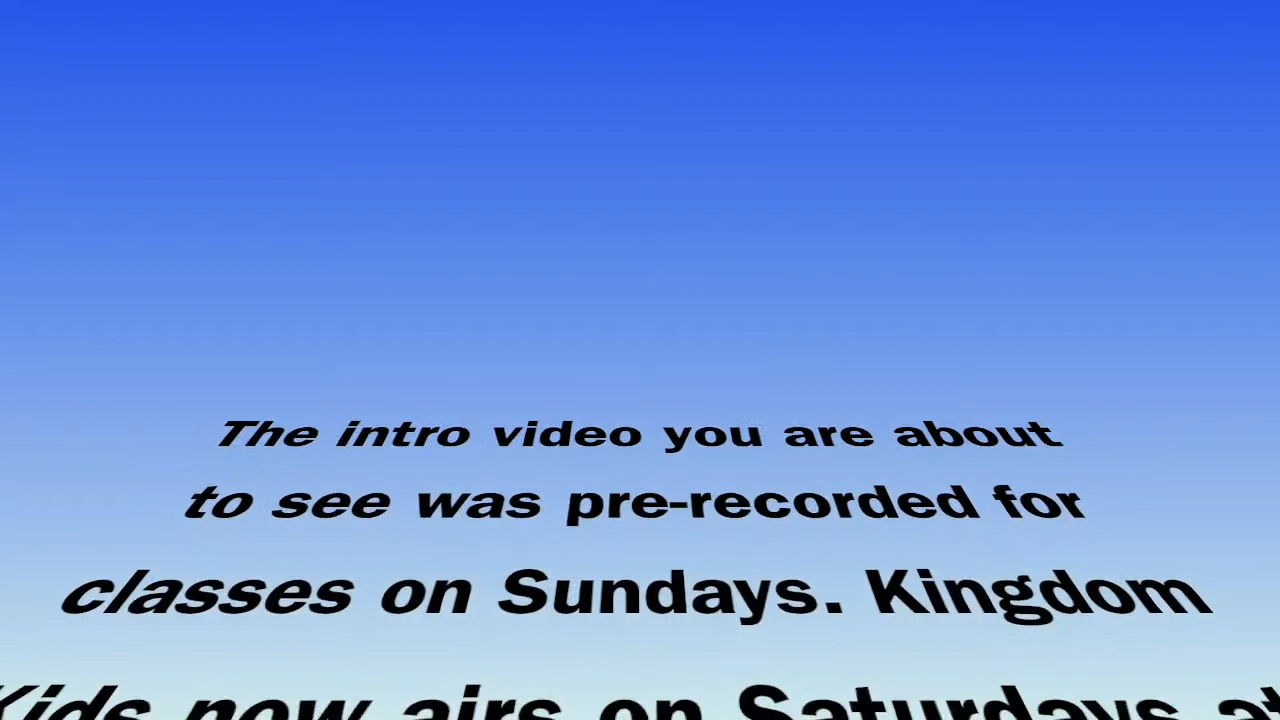 The intro video you are about
to see was pre-recorded for
classes on Sundays. Kingdom
Kids now airs on Saturdays at